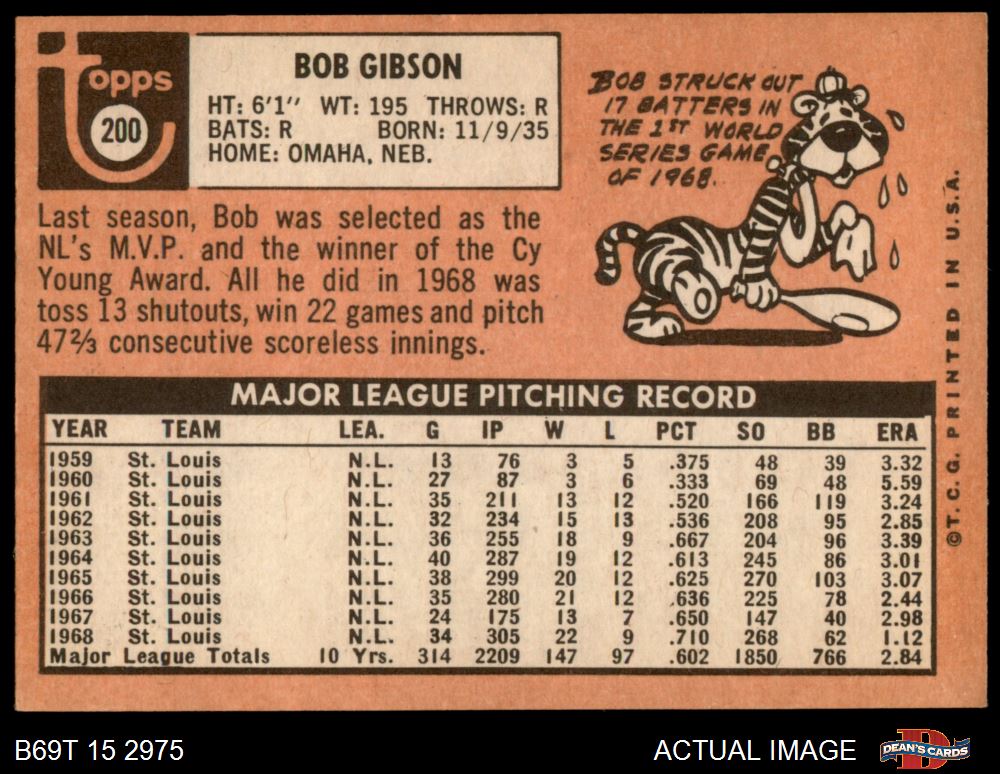 topps
200
BOB GIBSON
HT: 6'1" WT: 195 THROWS: R
BATS: R BORN: 11/9/35
HOME: OMAHA, NEB.
BOB STRUCK OUT
17 BATTERS IN
THE 1ST WORLD
SERIES GAME
OF 1968.
Last season, Bob was selected as the
NL's M.V.P. and the winner of the Cy
Young Award. All he did in 1968 was
toss 13 shutouts, win 22 games and pitch
47⅔ consecutive scoreless innings.
MAJOR LEAGUE PITCHING RECORD
YEAR TEAM LEA. G IP W L PCT SO BB ERA
1959 St. Louis N.L. 13 76 3 5 .375 48 39 3.32
1960 St. Louis N.L. 27 87 3 6 .333 69 48 5.59
1961 St. Louis N.L. 35 211 13 12 .520 166 119 3.24
1962 St. Louis N.L. 32 234 15 13 .536 208 95 2.85
1963 St. Louis N.L. 36 255 18 9 .667 204 96 3.39
1964 St. Louis N.L. 40 287 19 12 .613 245 86 3.01
1965 St. Louis N.L. 38 299 20 12 .625 270 103 3.07
1966 St. Louis N.L. 35 280 21 12 .636 225 78 2.44
1967 St. Louis N.L. 24 175 13 7 .650 147 40 2.98
1968 St. Louis N.L. 34 305 22 9 .710 268 62 1.12
Major League Totals 10 Yrs. 314 2209 147 97 .602 1850 766 2.84
©T.C.G. PRINTED IN U.S.A.
B69T 15 2975
ACTUAL IMAGE
DEAN'S CARDS